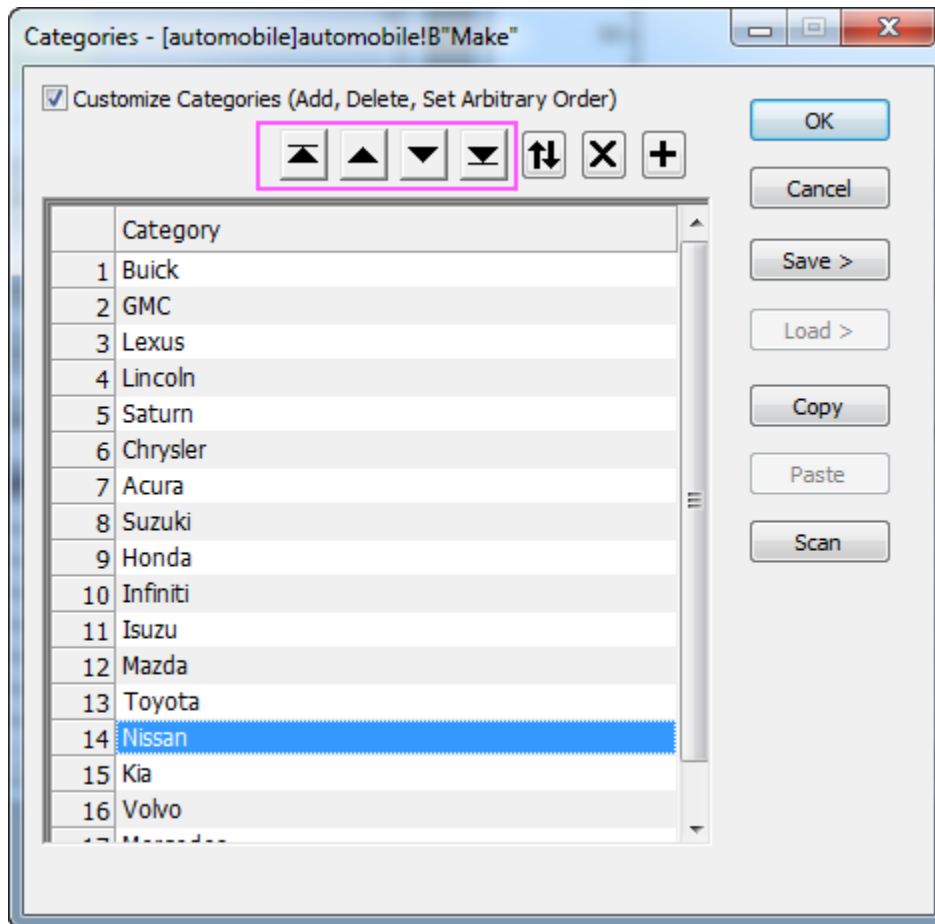 Categories - [automobile]automobile!B"Make"
Customize Categories (Add, Delete, Set Arbitrary Order)
OK
Cancel
Save >
Load >
Copy
Paste
Scan
Category
1 Buick
2 GMC
3 Lexus
4 Lincoln
5 Saturn
6 Chrysler
7 Acura
8 Suzuki
9 Honda
10 Infiniti
11 Isuzu
12 Mazda
13 Toyota
14 Nissan
15 Kia
16 Volvo